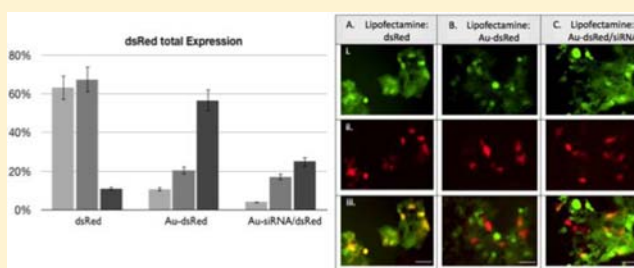 dsRed total Expression
80%
60%
40%
20%
0%
dsRed Au-dsRed Au-siRNA/dsRed
A. Lipofectamine: dsRed
B. Lipofectamine: Au-dsRed
C. Lipofectamine: Au-dsRed/siRNA
i.
ii.
iii.